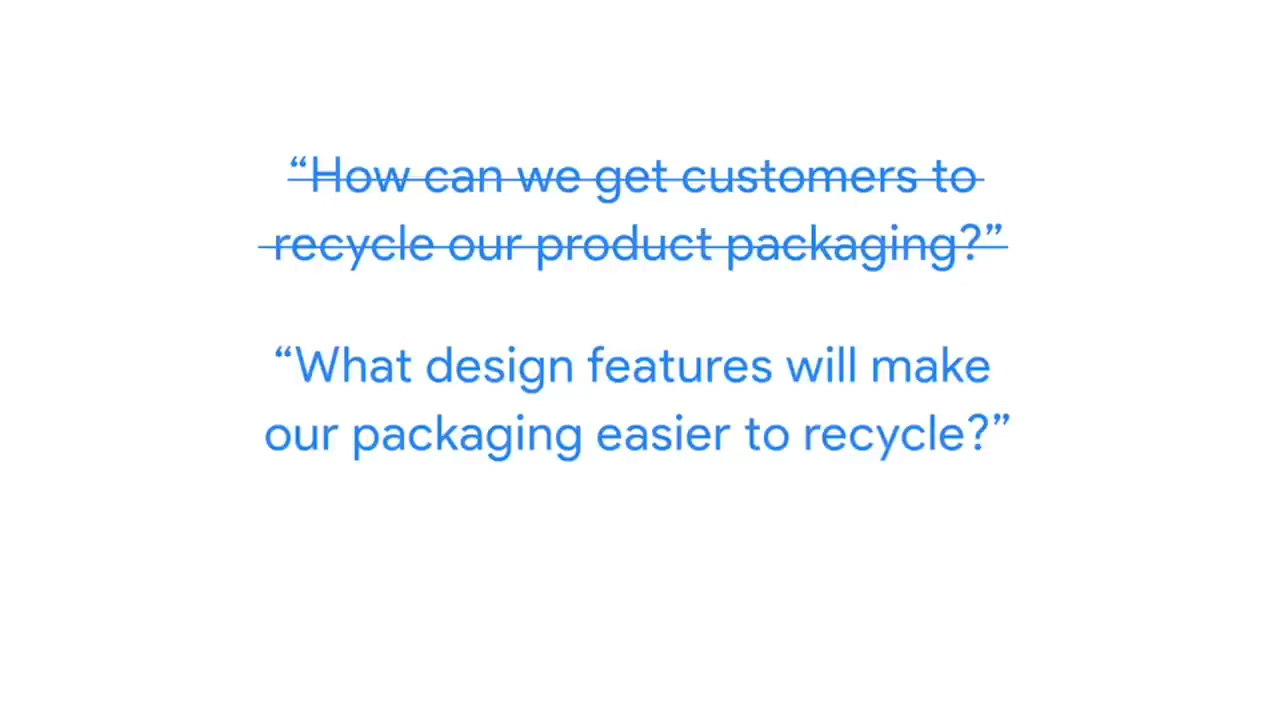 “How can we get customers to
recycle our product packaging?”
“What design features will make
our packaging easier to recycle?”